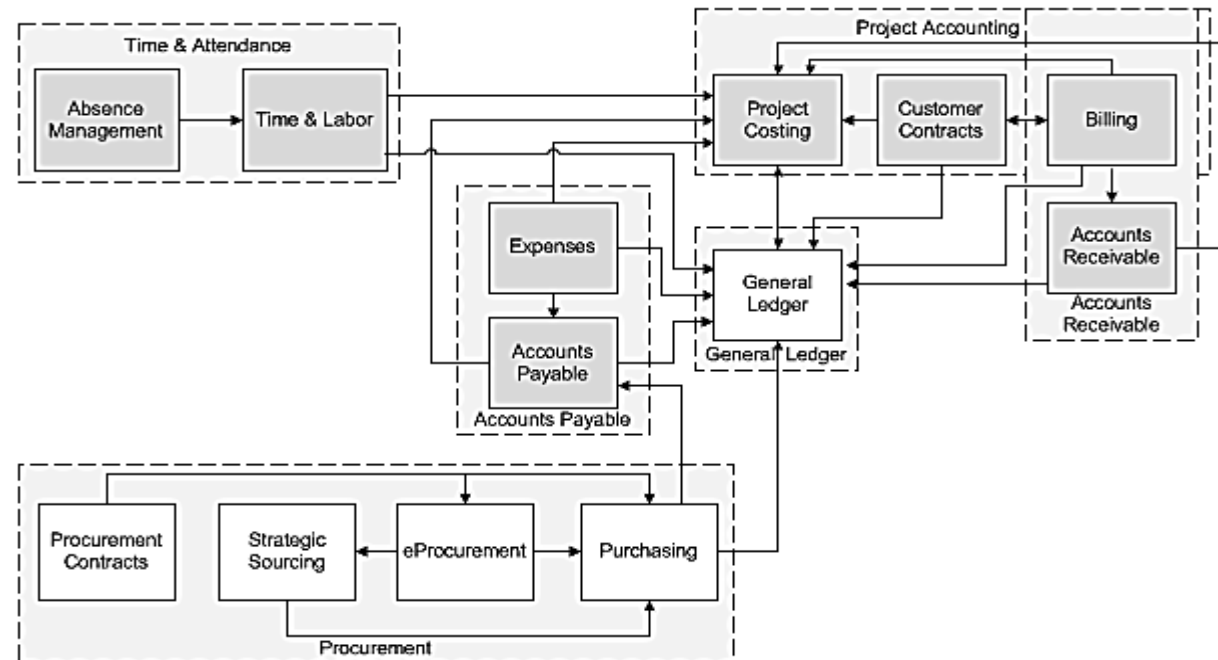 Time & Attendance
Absence
Management
Time & Labor
Project Accounting
Project
Costing
Customer
Contracts
Billing
Expenses
Accounts
Payable
Accounts Payable
General
Ledger
General Ledger
Accounts
Receivable
Accounts
Receivable
Procurement
Contracts
Strategic
Sourcing
eProcurement
Purchasing
Procurement